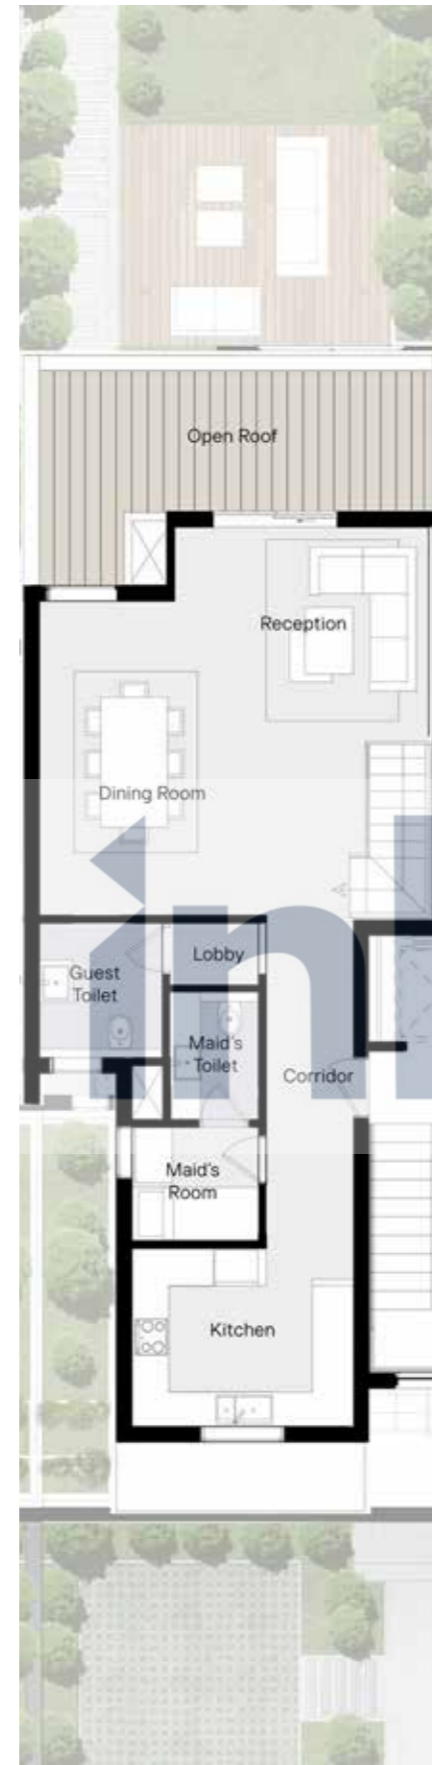 Open Roof
Reception
Dining Room
Lobby
Guest
Toilet
Maid's
Toilet
Corridor
Maid's
Room
Kitchen